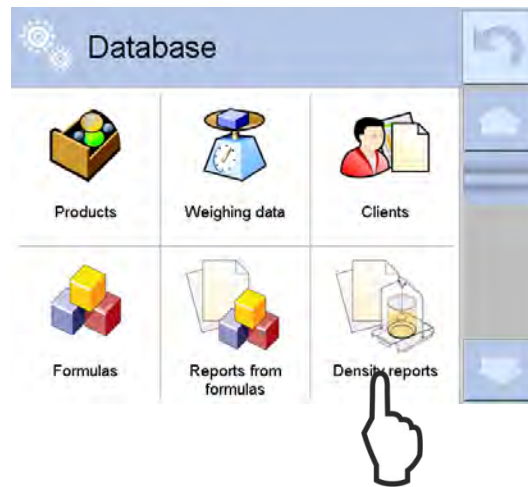 Database
Products
Weighing data
Clients
Formulas
Reports from
formulas
Density reports